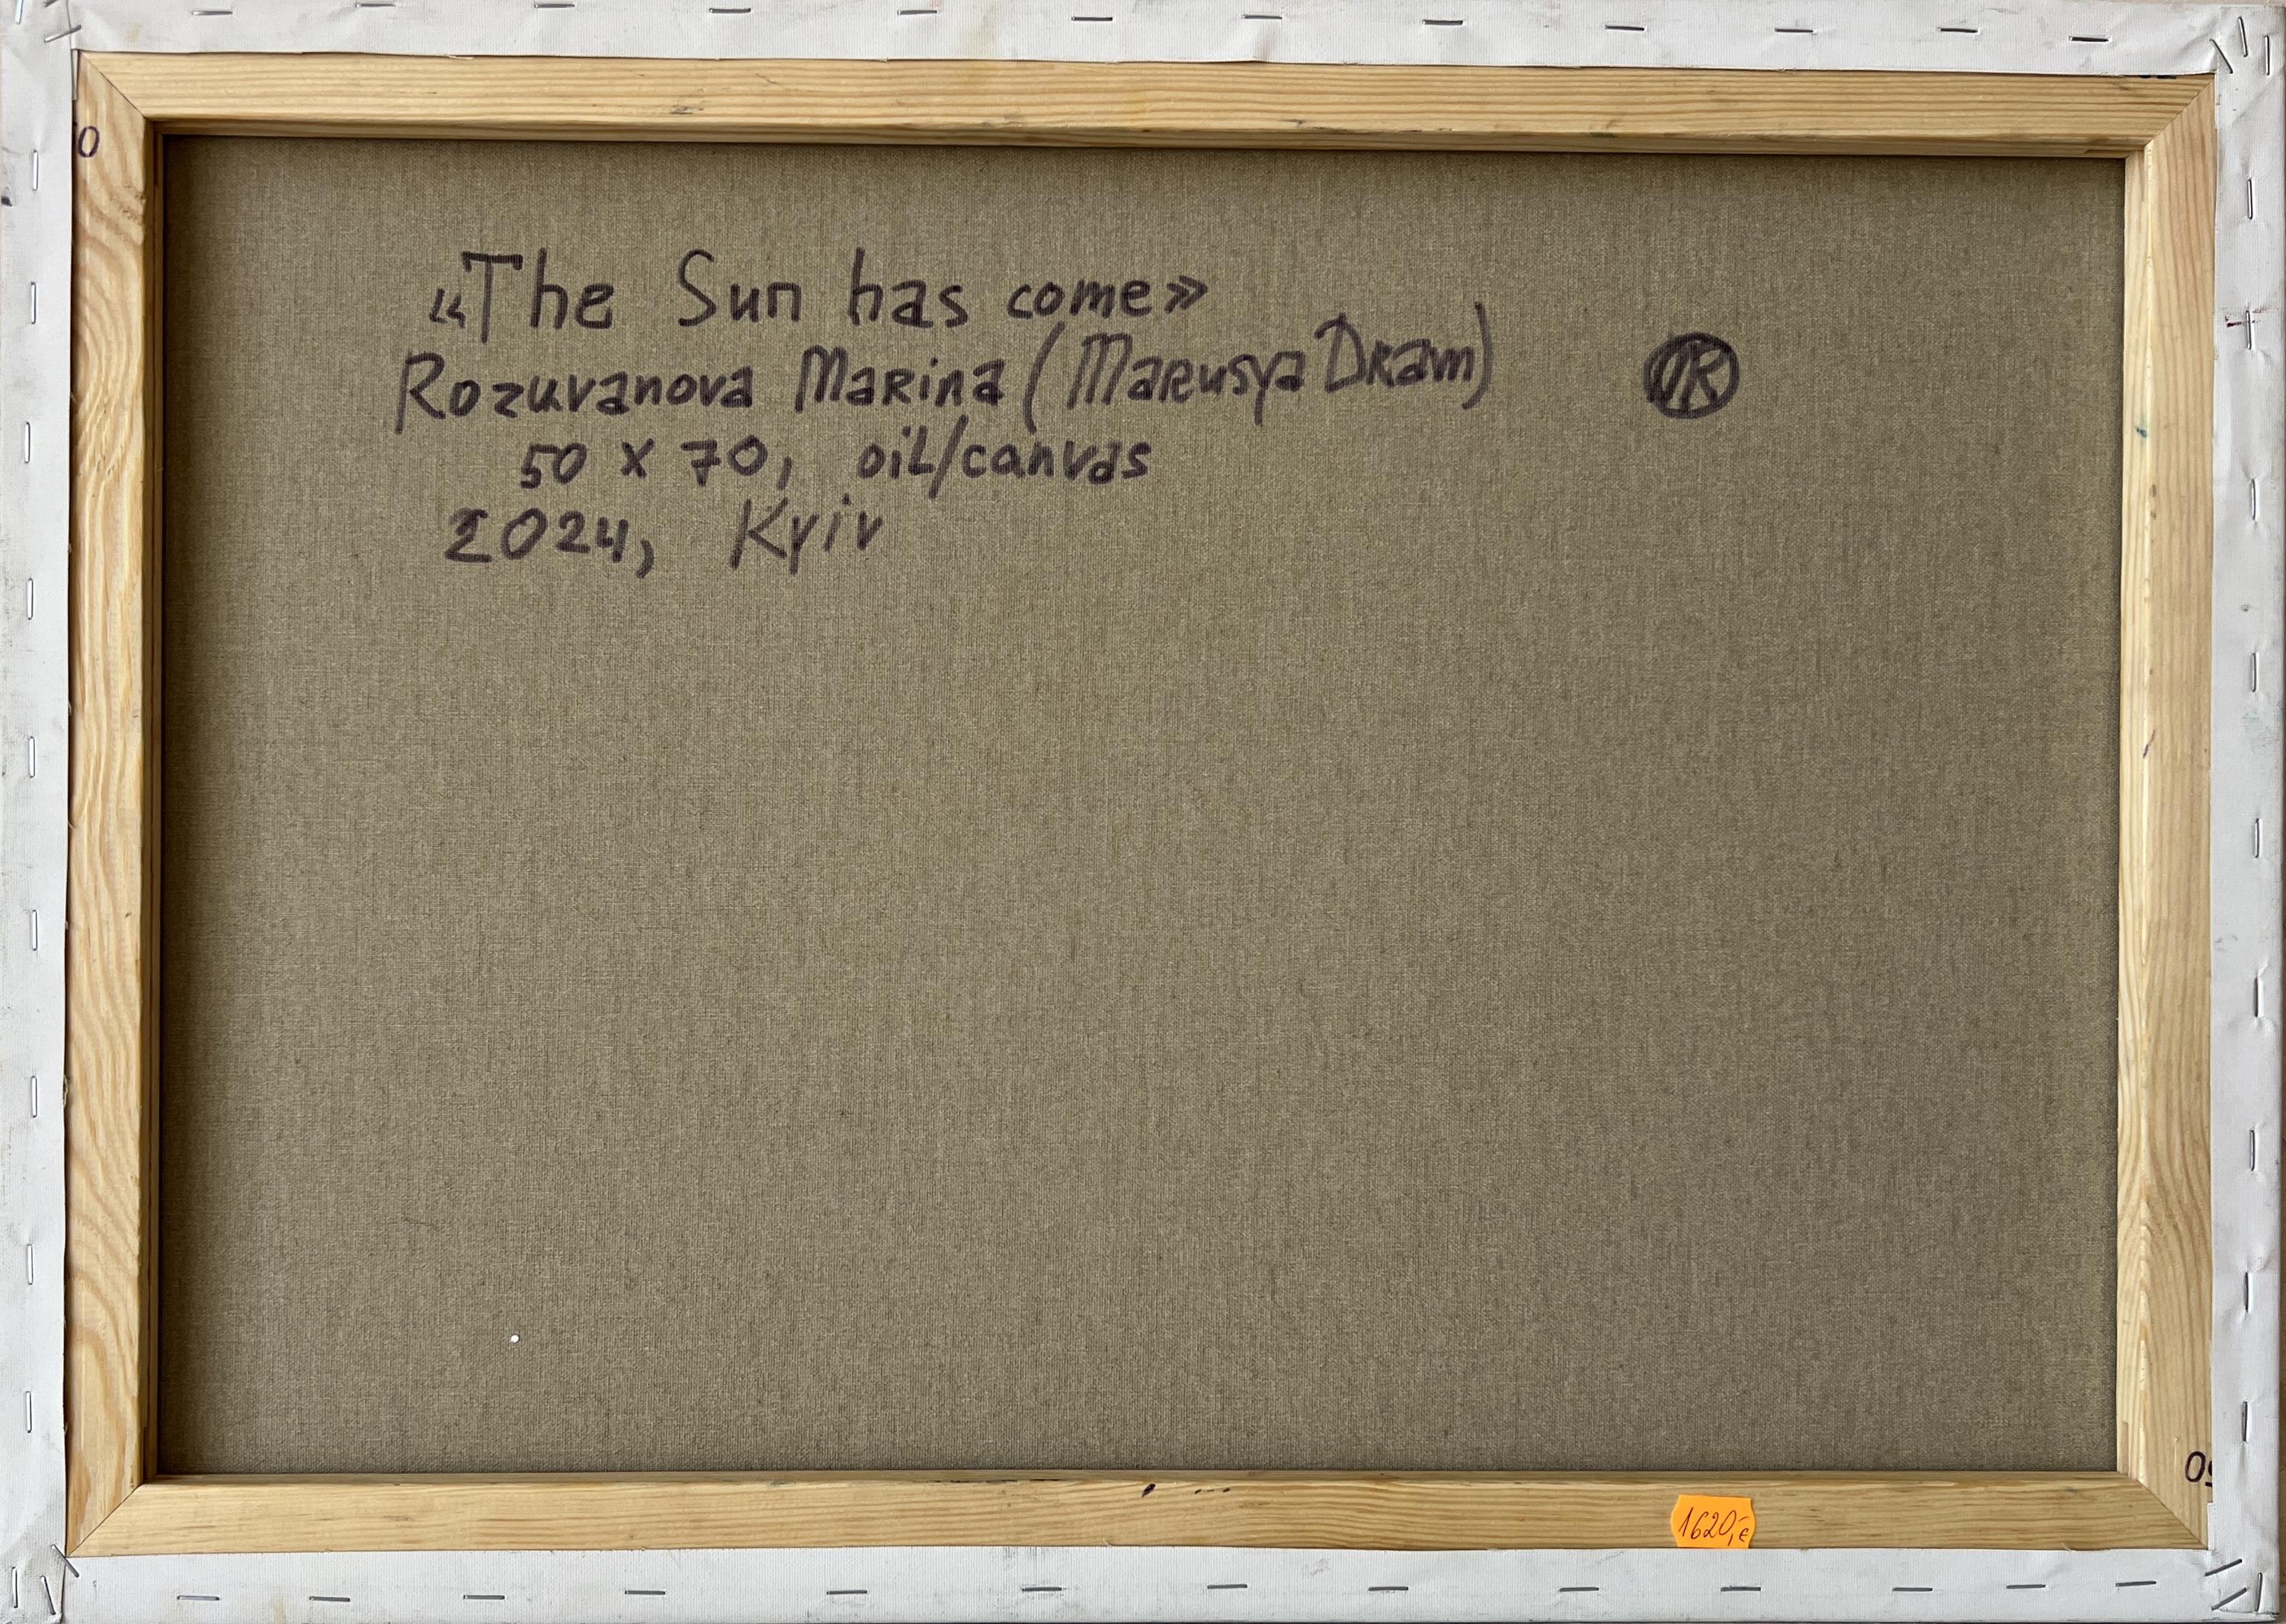 „The Sun has come»
Rozuvanova Marina (Marusya Dram)
50 x 70, oil/canvas
2024, Kyiv
1620,-€